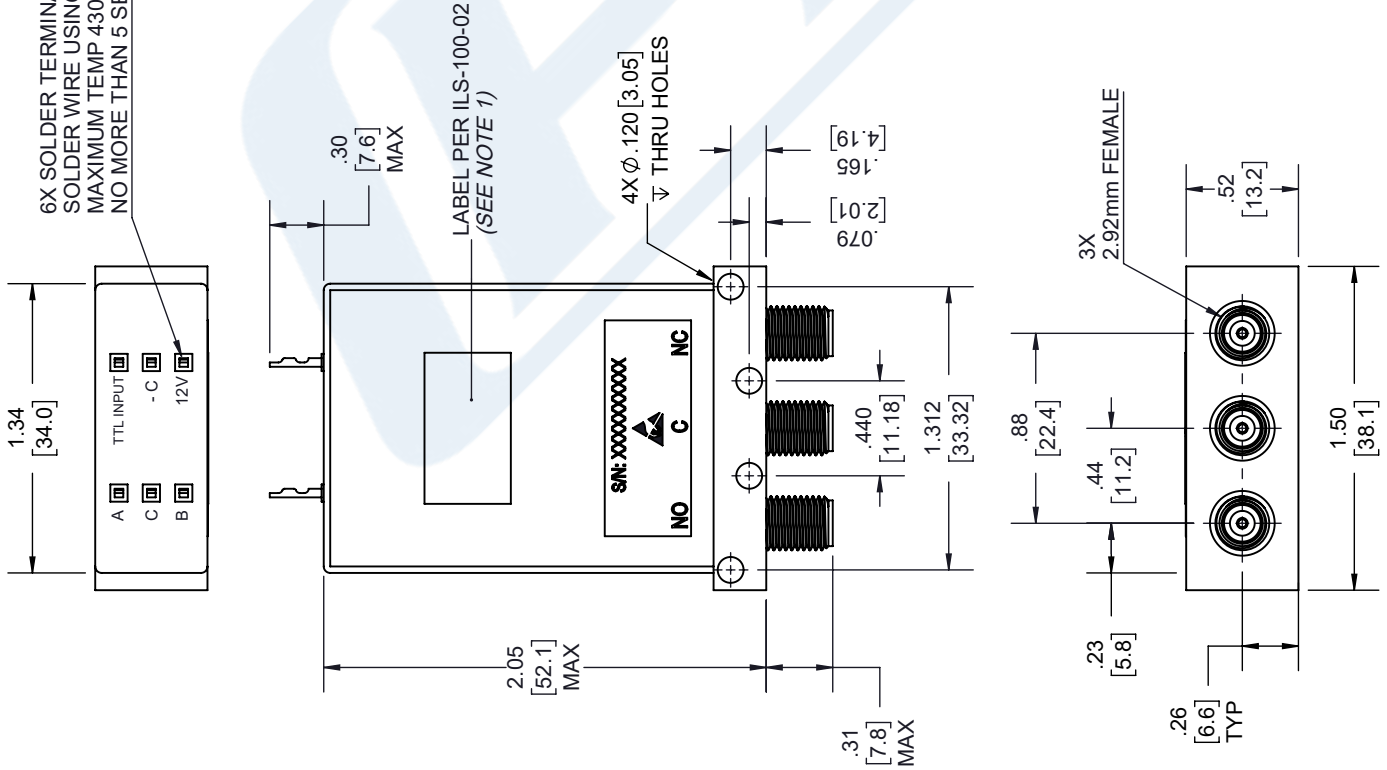 6X SOLDER TERMINA
SOLDER WIRE USING
MAXIMUM TEMP 430
NO MORE THAN 5 SE
1.34
[34.0]
A
C
B
TTL INPUT
- C
12V
.30
[7.6]
MAX
LABEL PER ILS-100-02
(SEE NOTE 1)
4X Ø.120 [3.05]
↧ THRU HOLES
S/N: XXXXXXXXXX
NO C NC
2.05
[52.1]
MAX
.31
[7.8]
MAX
.440
[11.18]
1.312
[33.32]
.079
[2.01]
.165
[4.19]
3X
2.92mm FEMALE
.88
[22.4]
.44
[11.2]
.52
[13.2]
.23
[5.8]
.26
[6.6]
TYP
1.50
[38.1]